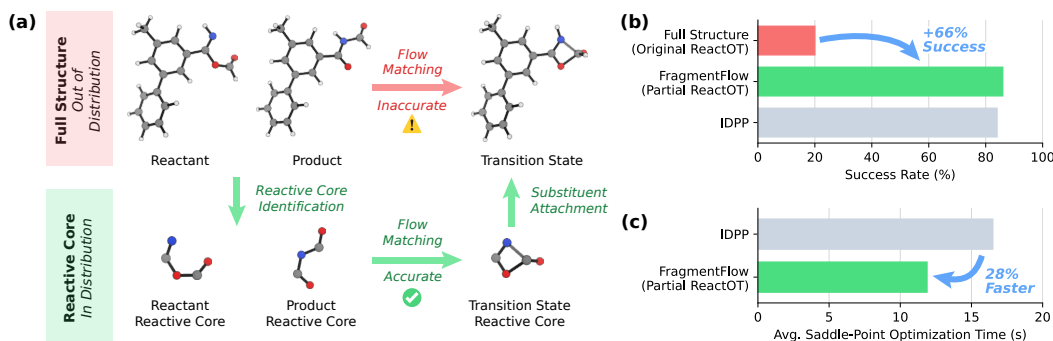 (a)
Full Structure
Out of
Distribution
Reactant
Product
Flow
Matching
Inaccurate
Transition State
Reactive Core
Identification
Substituent
Attachment
Reactive Core
In Distribution
Reactant
Reactive Core
Product
Reactive Core
Flow
Matching
Accurate
Transition State
Reactive Core
(b)
Full Structure
(Original ReactOT)
FragmentFlow
(Partial ReactOT)
IDPP
+66%
Success
0 20 40 60 80 100
Success Rate (%)
(c)
IDPP
FragmentFlow
(Partial ReactOT)
28%
Faster
0 5 10 15 20
Avg. Saddle-Point Optimization Time (s)